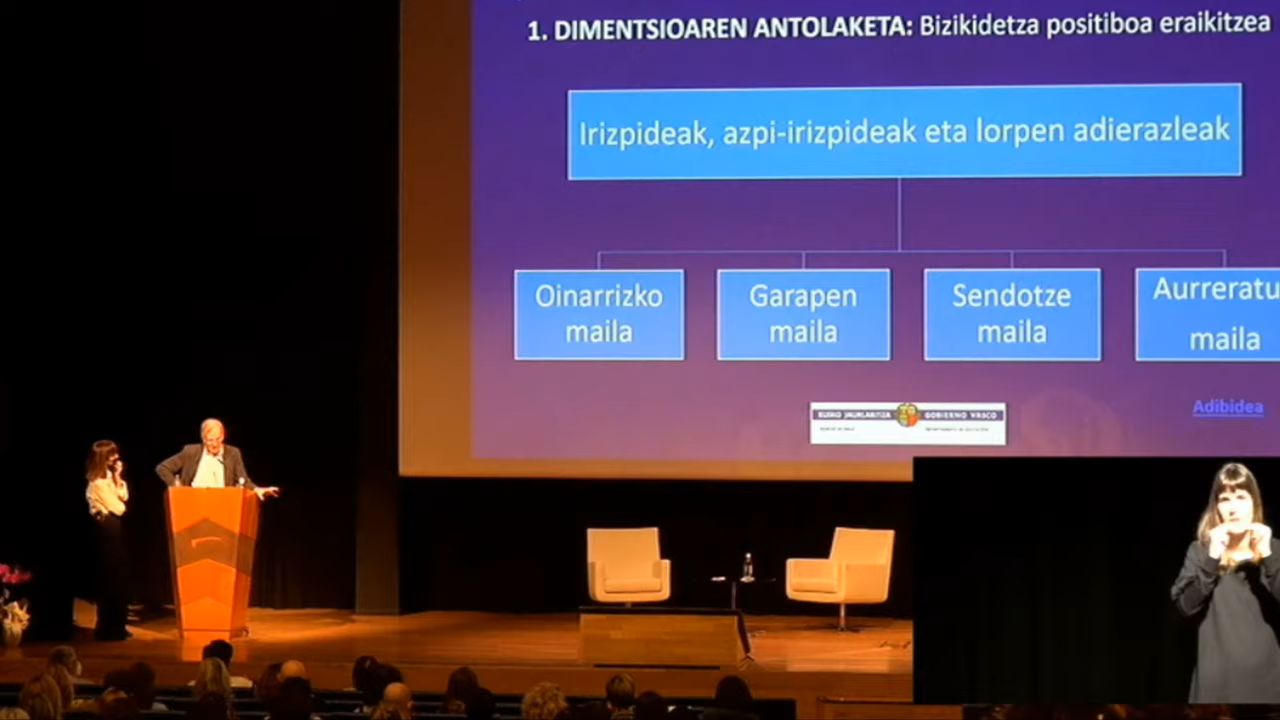 1. DIMENTSIOAREN ANTOLAKETA: Bizikidetza positiboa eraikitzea
Irizpideak, azpi-irizpideak eta lorpen adierazleak
Oinarrizko
maila
Garapen
maila
Sendotze
maila
Aurreratu
maila
Adibidea
EUSKO JAURLARITZA
GOBIERNO VASCO